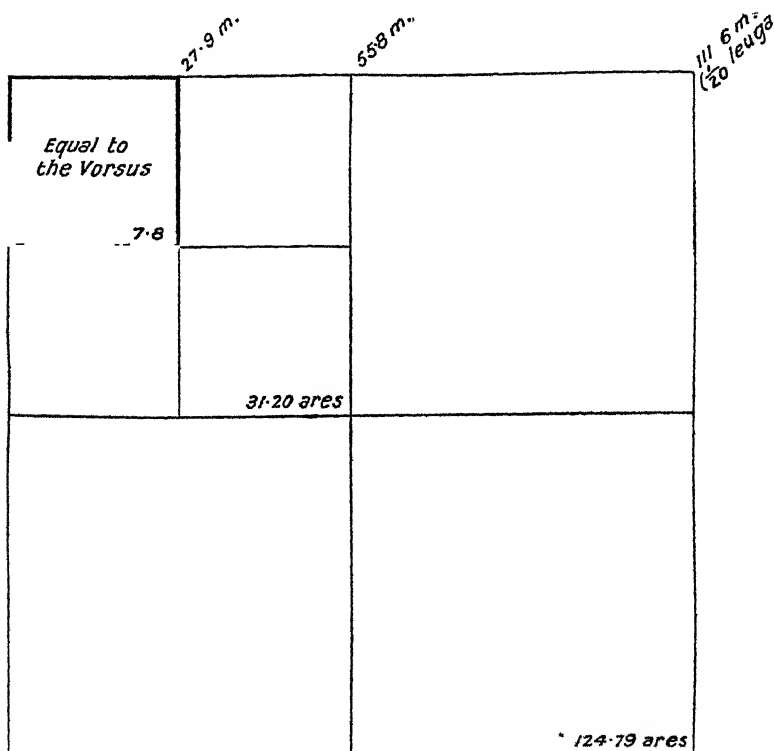 27·9 m.
55·8 m.
111 6 m.
(1/20 leuga
Equal to
the Vorsus
7·8
31·20 ares
124·79 ares